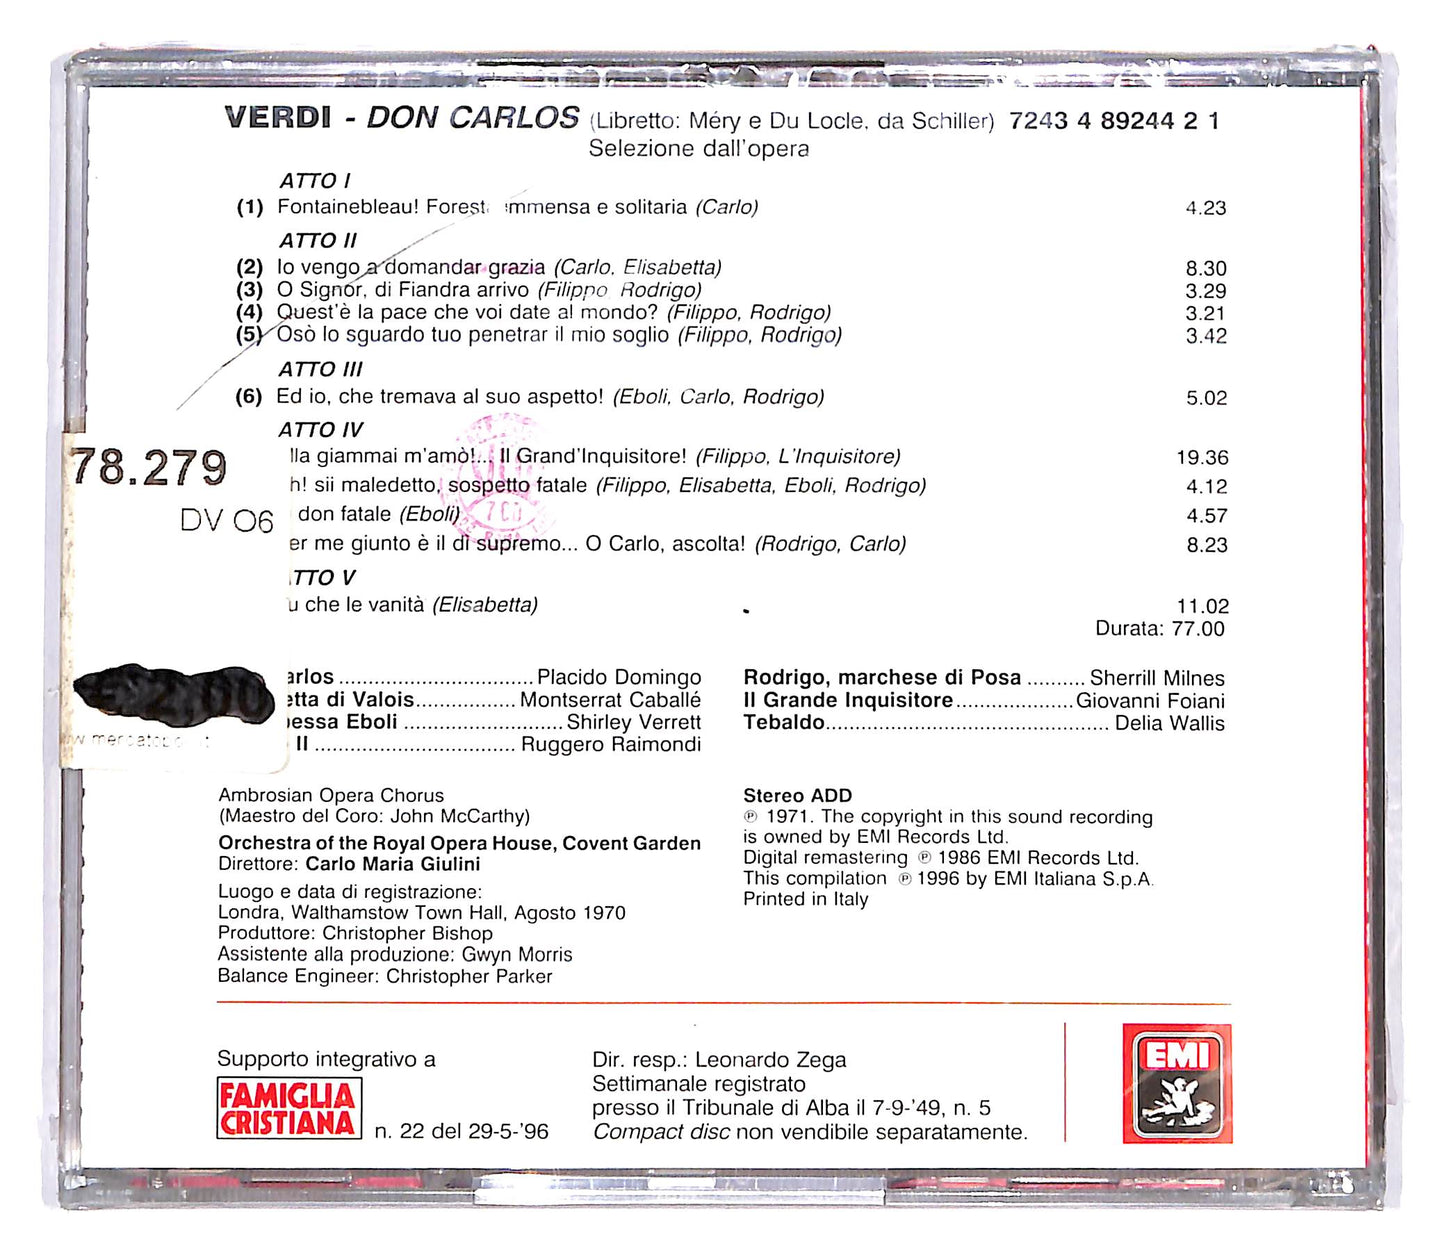 VERDI - DON CARLOS (Libretto: Méry e Du Locle, da Schiller) 7243 4 89244 2 1
Selezione dall'opera
ATTO I
(1) Fontainebleau! Forest immensa e solitaria (Carlo) 4.23
ATTO II
(2) Io vengo a domandar grazia (Carlo, Elisabetta) 8.30
(3) O Signor, di Fiandra arrivo (Filippo, Rodrigo) 3.29
(4) Quest'è la pace che voi date al mondo? (Filippo, Rodrigo) 3.21
(5) Osò lo sguardo tuo penetrar il mio soglio (Filippo, Rodrigo) 3.42
ATTO III
(6) Ed io, che tremava al suo aspetto! (Eboli, Carlo, Rodrigo) 5.02
ATTO IV
lla giammai m'amò!... Il Grand'Inquisitore! (Filippo, L'Inquisitore) 19.36
h! sii maledetto, sospetto fatale (Filippo, Elisabetta, Eboli, Rodrigo) 4.12
don fatale (Eboli) 4.57
er me giunto è il dì supremo... O Carlo, ascolta! (Rodrigo, Carlo) 8.23
TTO V
u che le vanità (Elisabetta) 11.02
Durata: 77.00
78.279
DV 06
arlos ................................ Placido Domingo
etta di Valois................. Montserrat Caballé
essa Eboli .......................... Shirley Verrett
II ................................. Ruggero Raimondi
Rodrigo, marchese di Posa .......... Sherrill Milnes
Il Grande Inquisitore.................... Giovanni Foiani
Tebaldo............................................... Delia Wallis
Ambrosian Opera Chorus
(Maestro del Coro: John McCarthy)
Orchestra of the Royal Opera House, Covent Garden
Direttore: Carlo Maria Giulini
Luogo e data di registrazione:
Londra, Walthamstow Town Hall, Agosto 1970
Produttore: Christopher Bishop
Assistente alla produzione: Gwyn Morris
Balance Engineer: Christopher Parker
Stereo ADD
℗ 1971. The copyright in this sound recording
is owned by EMI Records Ltd.
Digital remastering ℗ 1986 EMI Records Ltd.
This compilation ℗ 1996 by EMI Italiana S.p.A.
Printed in Italy
Supporto integrativo a
FAMIGLIA
CRISTIANA
n. 22 del 29-5-'96
Dir. resp.: Leonardo Zega
Settimanale registrato
presso il Tribunale di Alba il 7-9-'49, n. 5
Compact disc non vendibile separatamente.
EMI